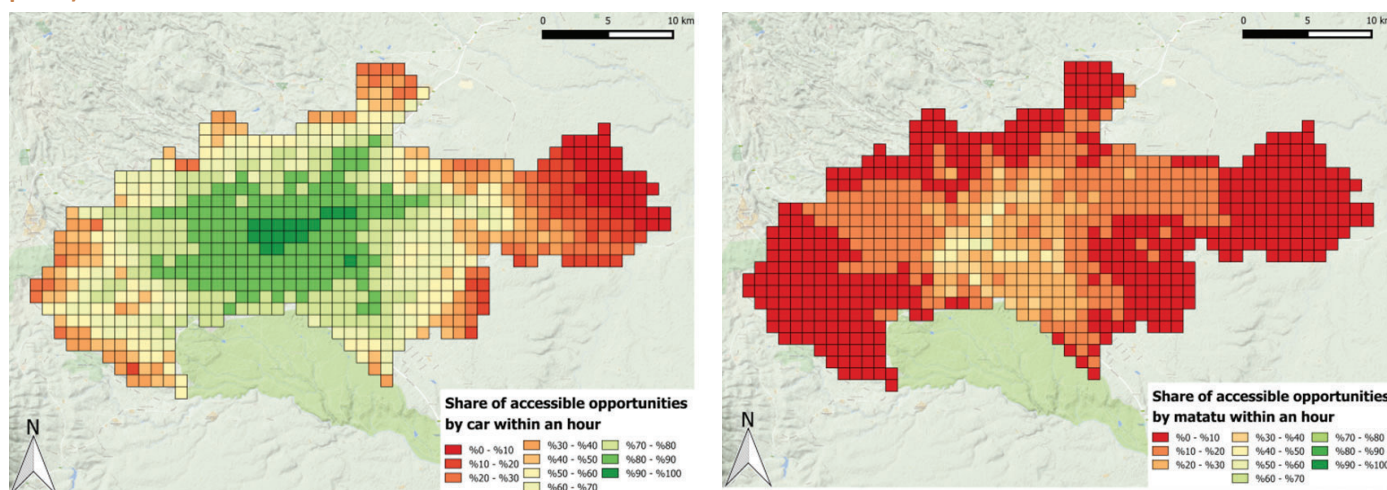 0 5 10 km
N
Share of accessible opportunities
by car within an hour
%0 - %10
%10 - %20
%20 - %30
%30 - %40
%40 - %50
%50 - %60
%60 - %70
%70 - %80
%80 - %90
%90 - %100
0 5 10 km
N
Share of accessible opportunities
by matatu within an hour
%0 - %10
%10 - %20
%20 - %30
%30 - %40
%40 - %50
%50 - %60
%60 - %70
%70 - %80
%80 - %90
%90 - %100